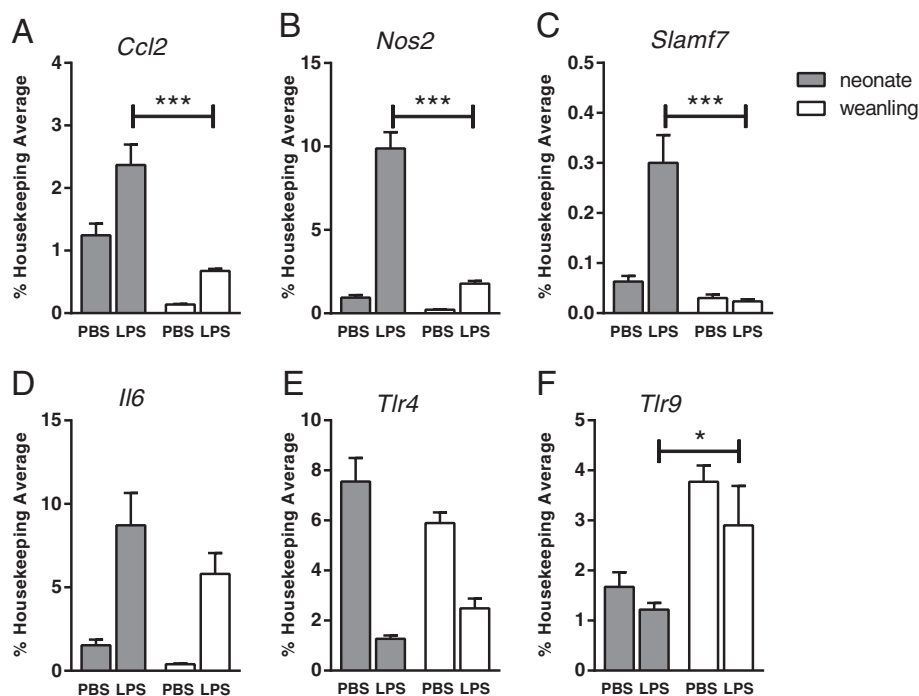 A
Ccl2
% Housekeeping Average
4
3
2
1
0
***
PBS LPS PBS LPS
B
Nos2
% Housekeeping Average
15
10
5
0
***
PBS LPS PBS LPS
C
Slamf7
% Housekeeping Average
0.5
0.4
0.3
0.2
0.1
0.0
***
PBS LPS PBS LPS
neonate
weanling
D
Il6
% Housekeeping Average
15
10
5
0
PBS LPS PBS LPS
E
Tlr4
% Housekeeping Average
10
8
6
4
2
0
PBS LPS PBS LPS
F
Tlr9
% Housekeeping Average
5
4
3
2
1
0
*
PBS LPS PBS LPS